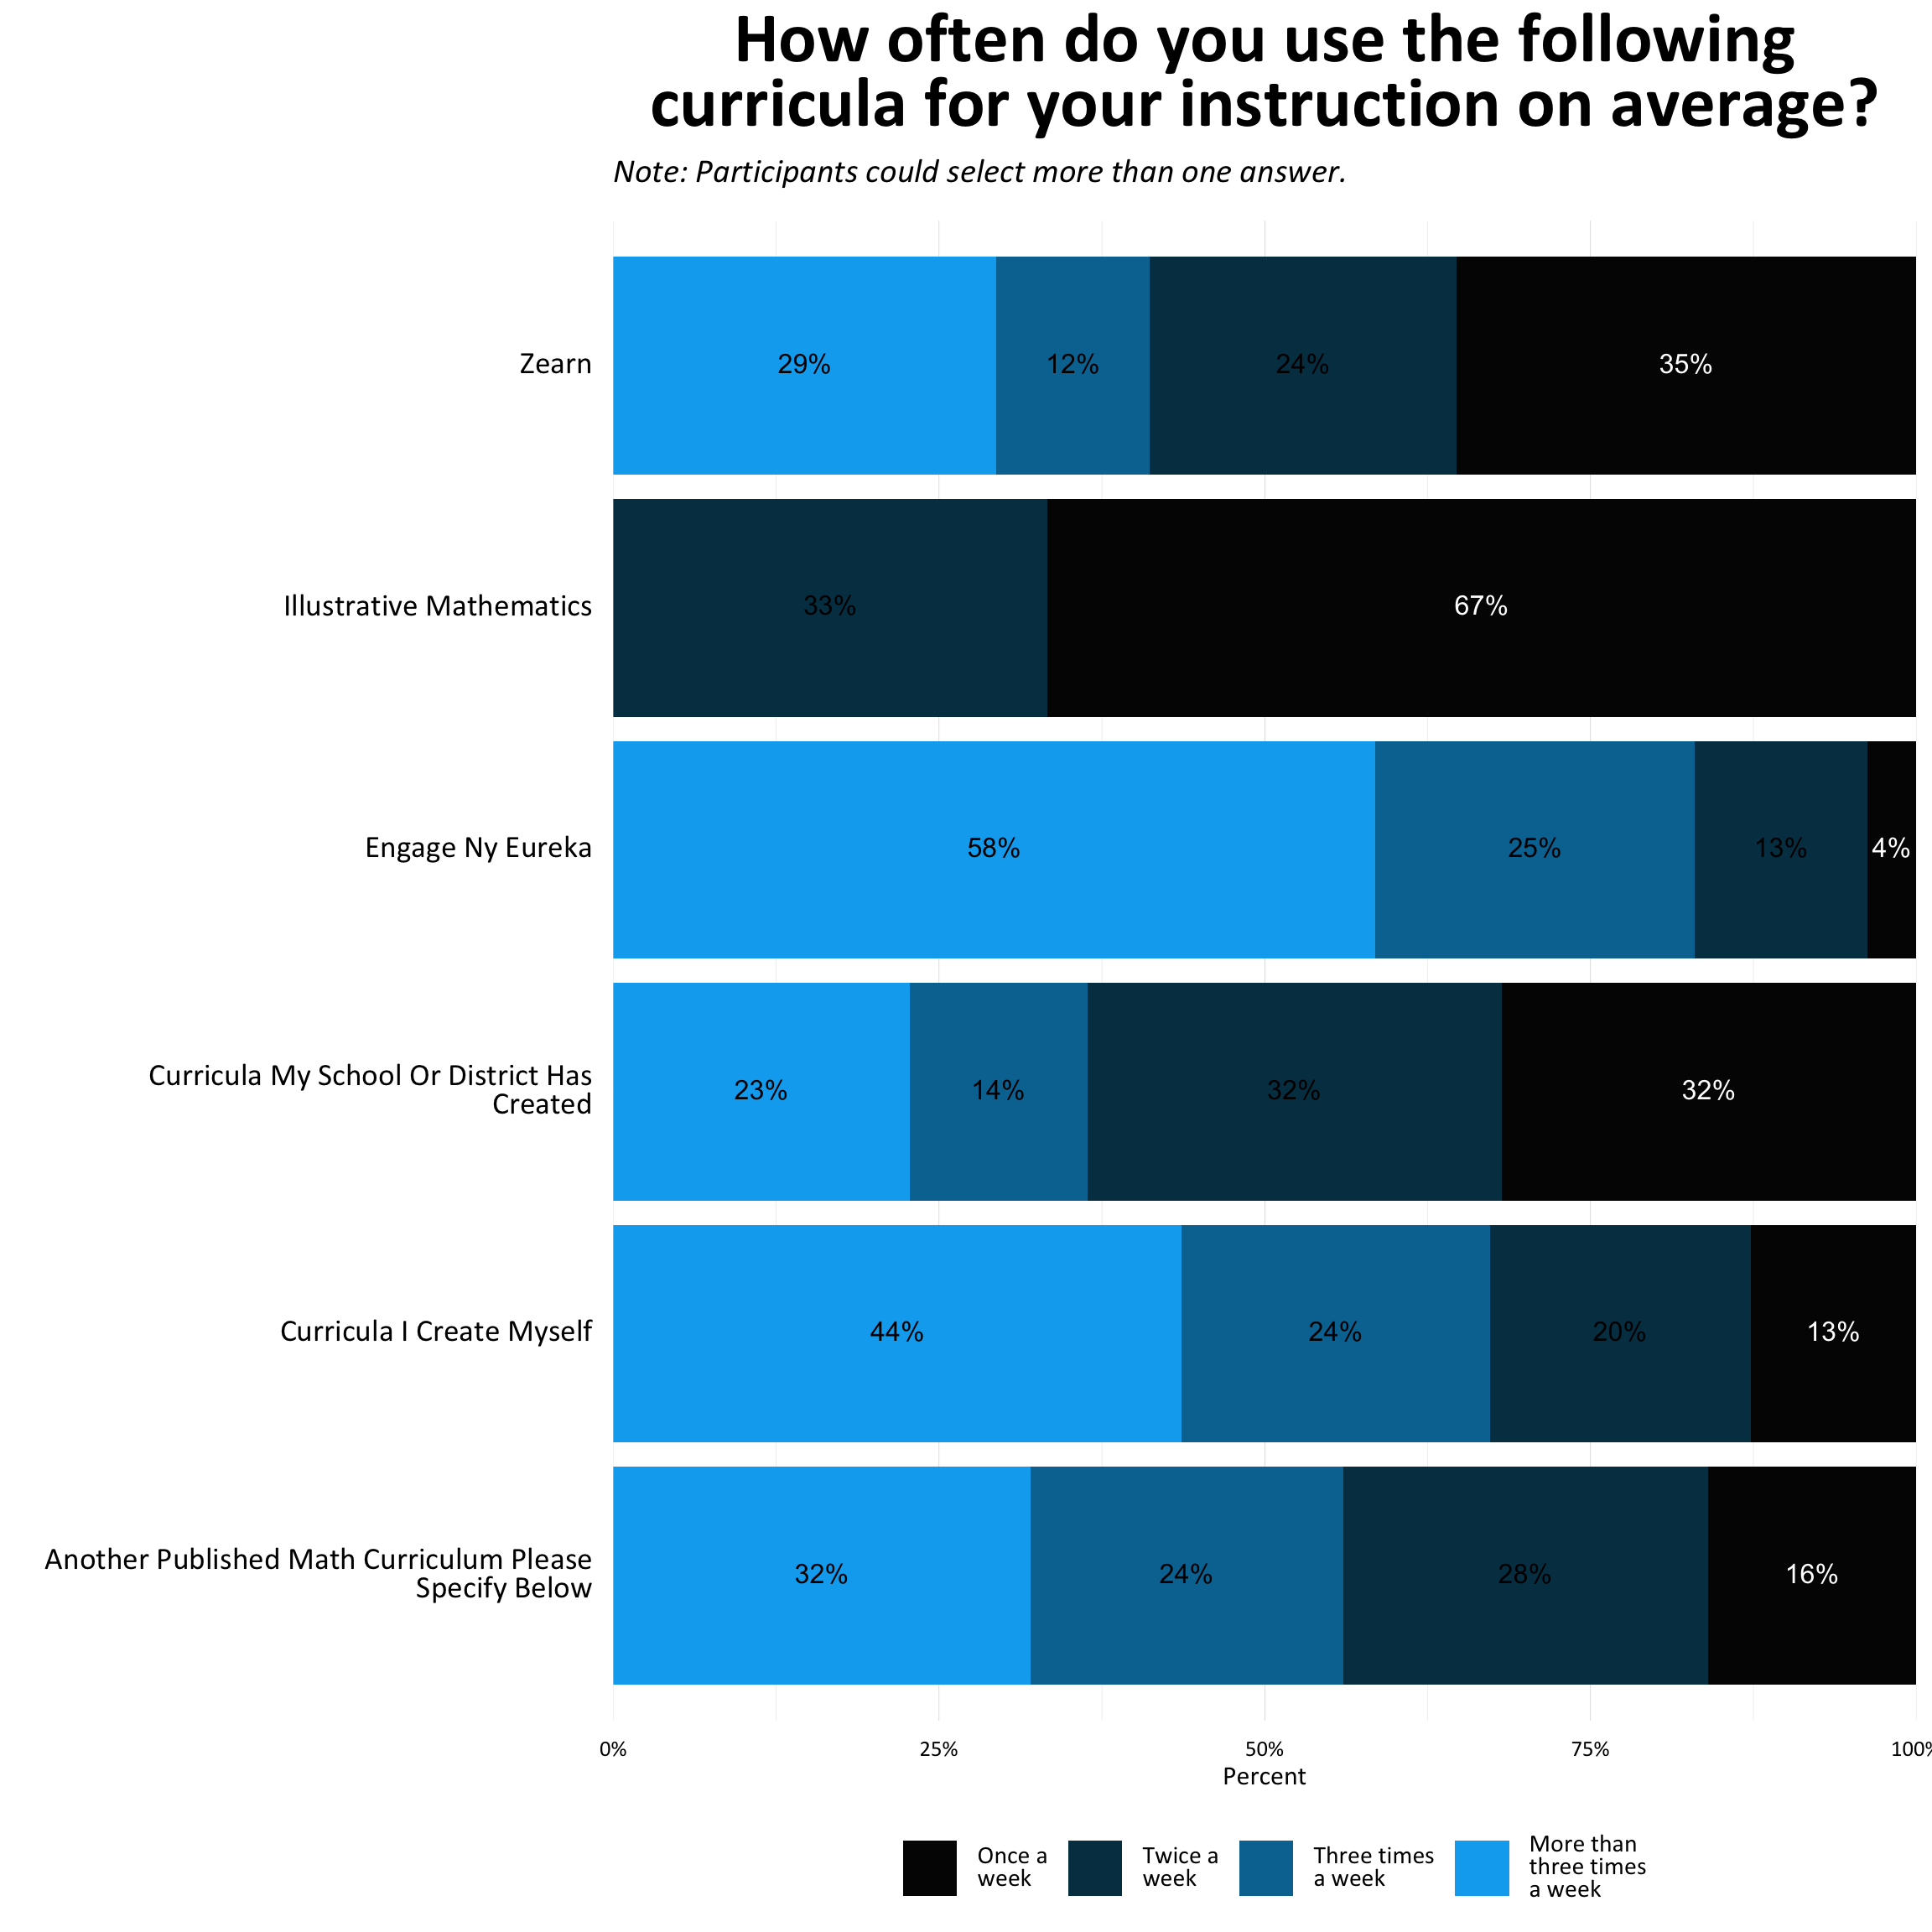 How often do you use the following
curricula for your instruction on average?
Note: Participants could select more than one answer.
Zearn
29%
12%
24%
35%
Illustrative Mathematics
33%
67%
Engage Ny Eureka
58%
25%
13%
4%
Curricula My School Or District Has
Created
23%
14%
32%
32%
Curricula I Create Myself
44%
24%
20%
13%
Another Published Math Curriculum Please
Specify Below
32%
24%
28%
16%
0%
25%
50%
75%
100%
Percent
Once a
week
Twice a
week
Three times
a week
More than
three times
a week